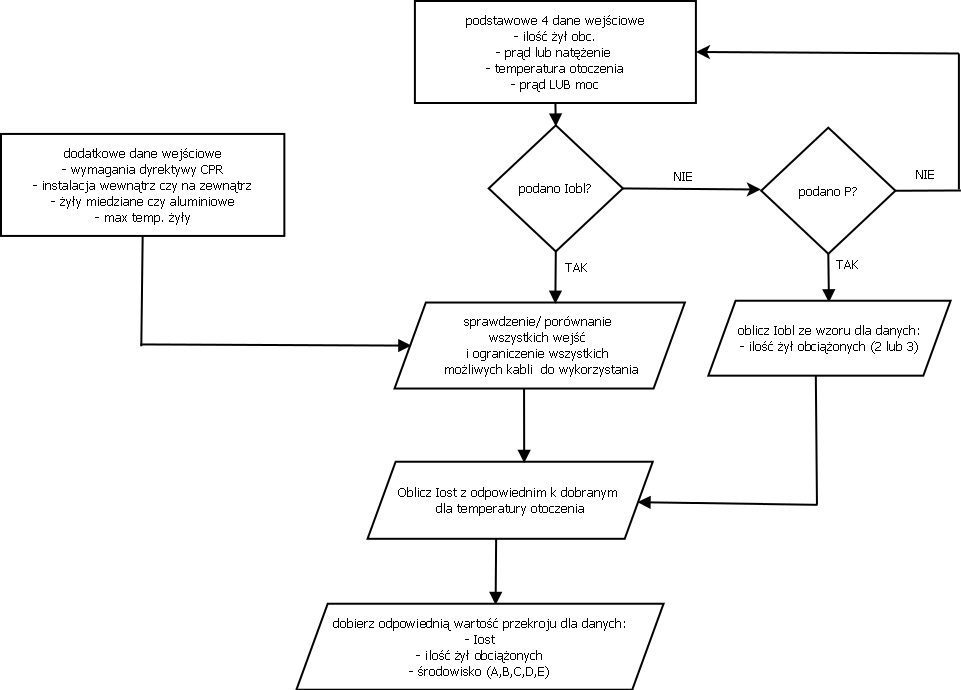 podstawowe 4 dane wejściowe
- ilość żył obc.
- prąd lub natężenie
- temperatura otoczenia
- prąd LUB moc
dodatkowe dane wejściowe
- wymagania dyrektywy CPR
- instalacja wewnątrz czy na zewnątrz
- żyły miedziane czy aluminiowe
- max temp. żyły
podano Iobl?
NIE
podano P?
NIE
TAK
TAK
sprawdzenie/ porównanie
wszystkich wejść
i ograniczenie wszystkich
możliwych kabli do wykorzystania
oblicz Iobl ze wzoru dla danych:
- ilość żył obciążonych (2 lub 3)
Oblicz Iost z odpowiednim k dobranym
dla temperatury otoczenia
dobierz odpowiednią wartość przekroju dla danych:
- Iost
- ilość żył obciążonych
- środowisko (A,B,C,D,E)